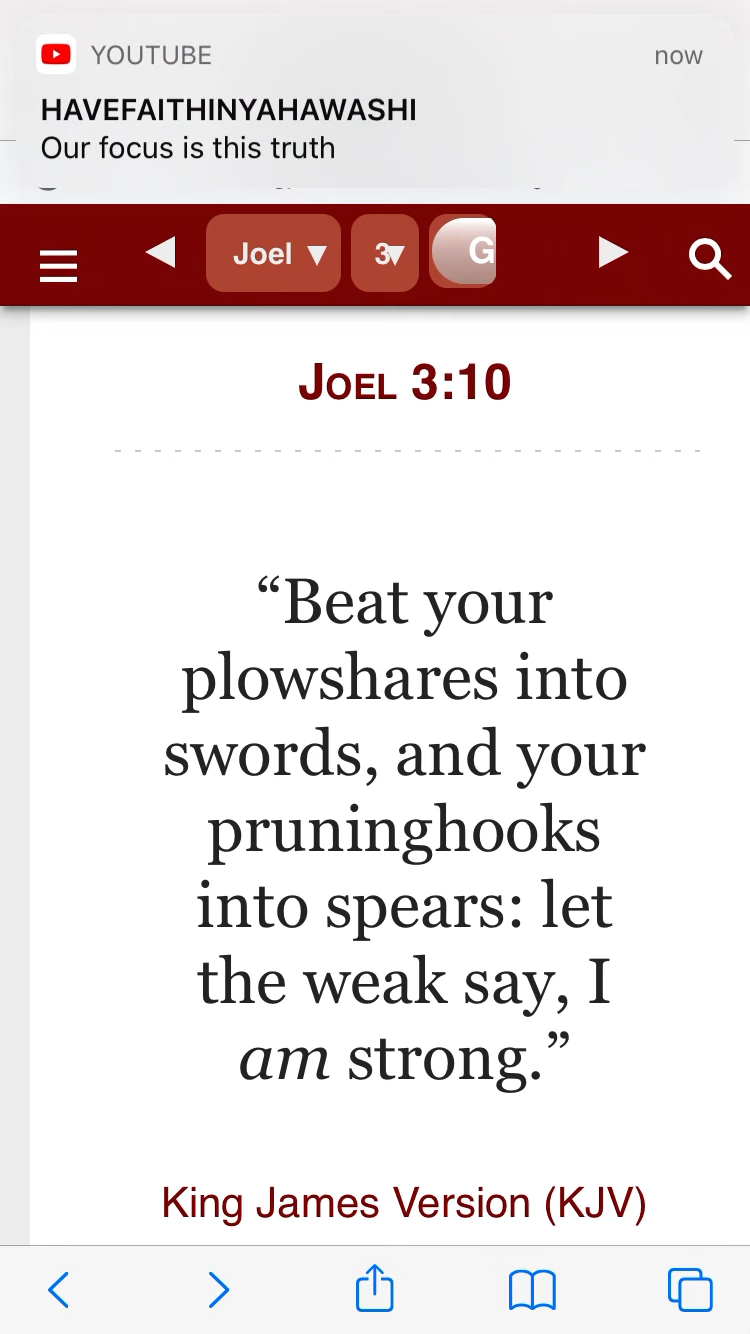 YOUTUBE
now
HAVEFAITHINYAHAWASHI
Our focus is this truth
Joel ▼
3▼
G
JOEL 3:10
“Beat your
plowshares into
swords, and your
pruninghooks
into spears: let
the weak say, I
am strong.”
King James Version (KJV)